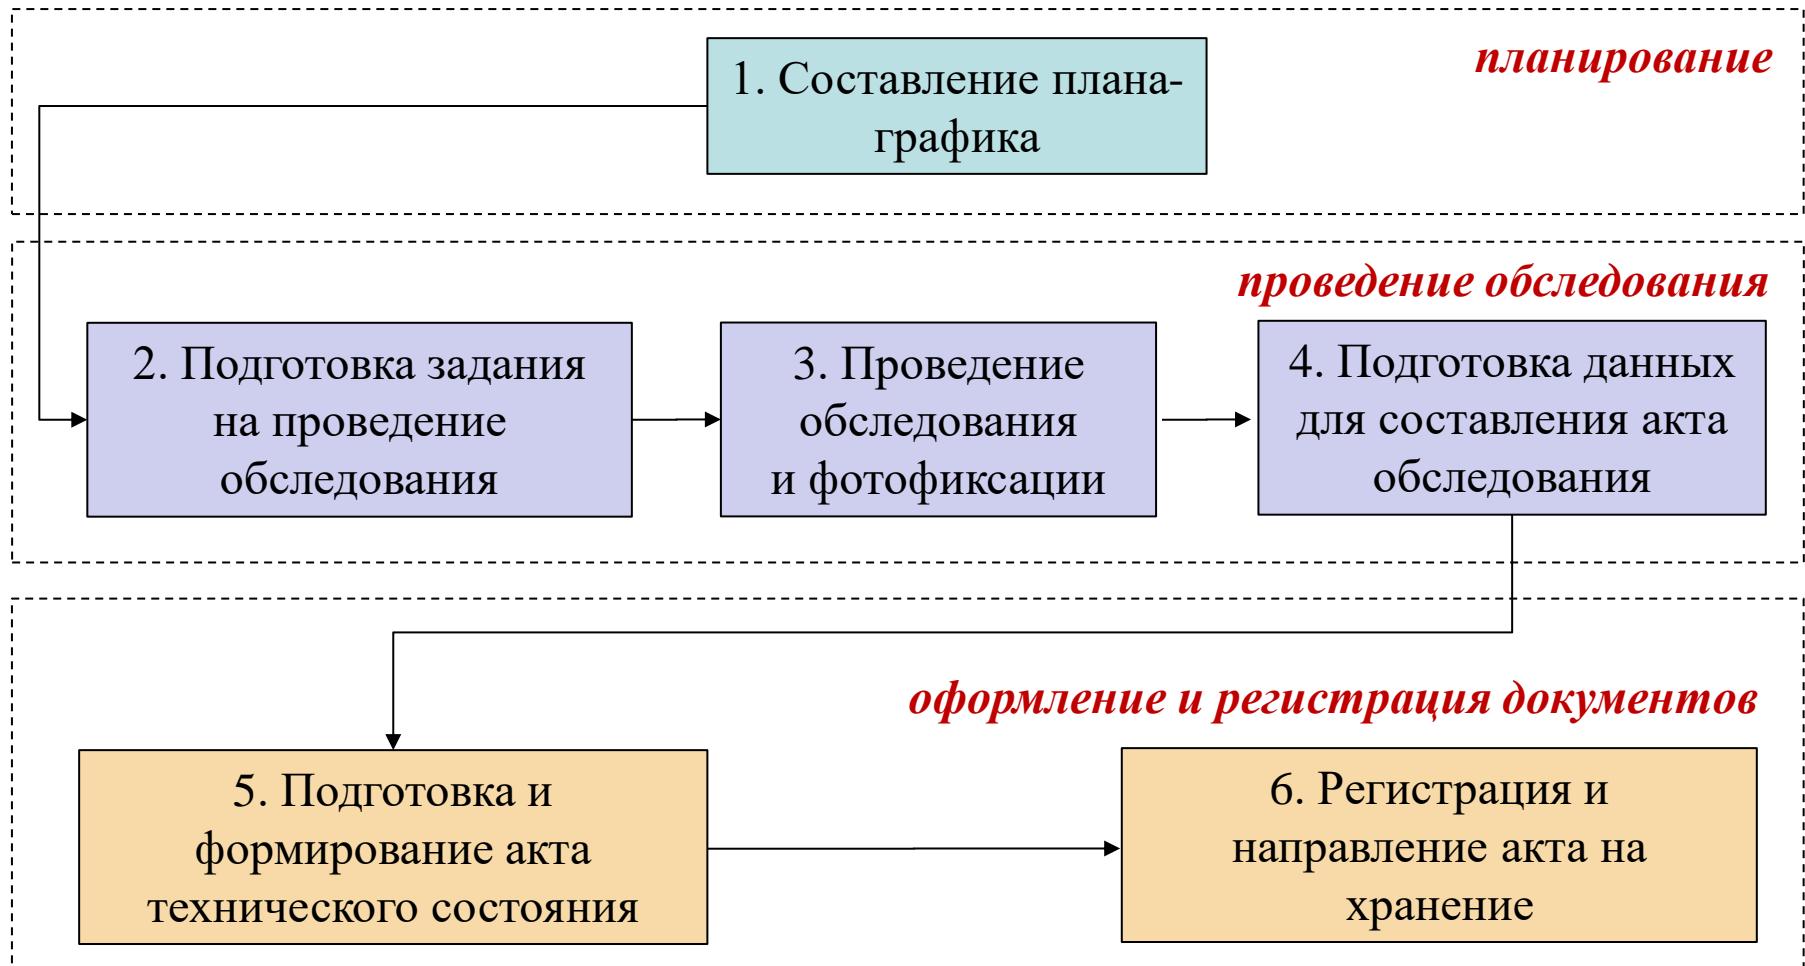 планирование
1. Составление плана-
графика
проведение обследования
2. Подготовка задания
на проведение
обследования
3. Проведение
обследования
и фотофиксации
4. Подготовка данных
для составления акта
обследования
оформление и регистрация документов
5. Подготовка и
формирование акта
технического состояния
6. Регистрация и
направление акта на
хранение